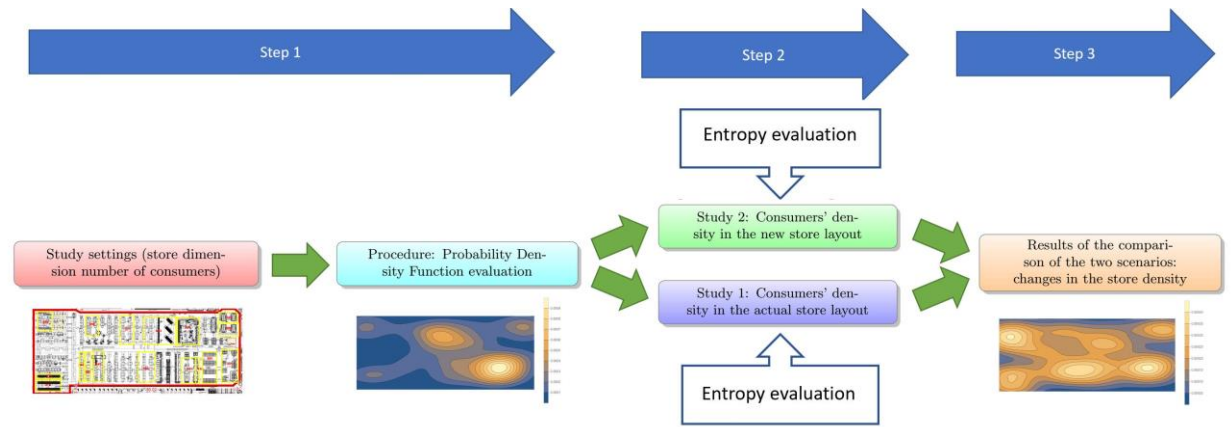 Step 1
Step 2
Step 3
Entropy evaluation
Study 2: Consumers' den-
sity in the new store layout
Study settings (store dimen-
sion number of consumers)
Procedure: Probability Den-
sity Function evaluation
Results of the compari-
son of the two scenarios:
changes in the store density
Study 1: Consumers' den-
sity in the actual store layout
Entropy evaluation